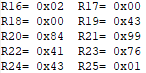 R16= 0x02 R17= 0x00
R18= 0x00 R19= 0x43
R20= 0x84 R21= 0x99
R22= 0x41 R23= 0x76
R24= 0x43 R25= 0x01